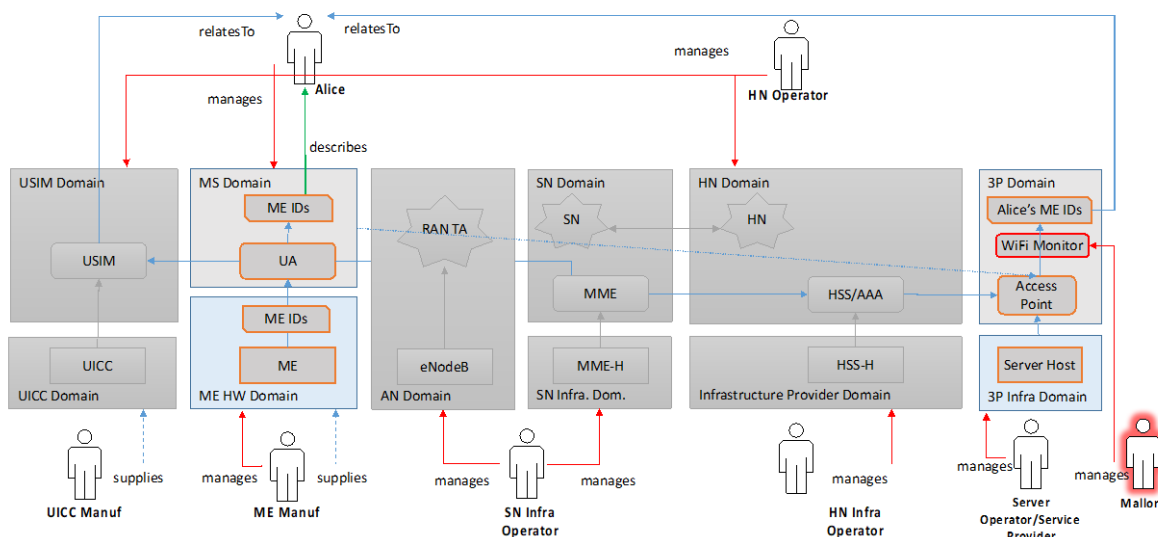 relatesTo
relatesTo
manages
manages
Alice
HN Operator
manages
describes
USIM Domain
MS Domain
SN Domain
HN Domain
3P Domain
ME IDs
Alice's ME IDs
RAN TA
SN
HN
WiFi Monitor
USIM
UA
MME
HSS/AAA
Access
Point
ME IDs
UICC
ME
eNodeB
MME-H
HSS-H
Server Host
UICC Domain
ME HW Domain
AN Domain
SN Infra. Dom.
Infrastructure Provider Domain
3P Infra Domain
supplies
manages
supplies
manages
manages
manages
manages
manages
UICC Manuf
ME Manuf
SN Infra
Operator
HN Infra
Operator
Server
Operator/Service
Provider
Mallor